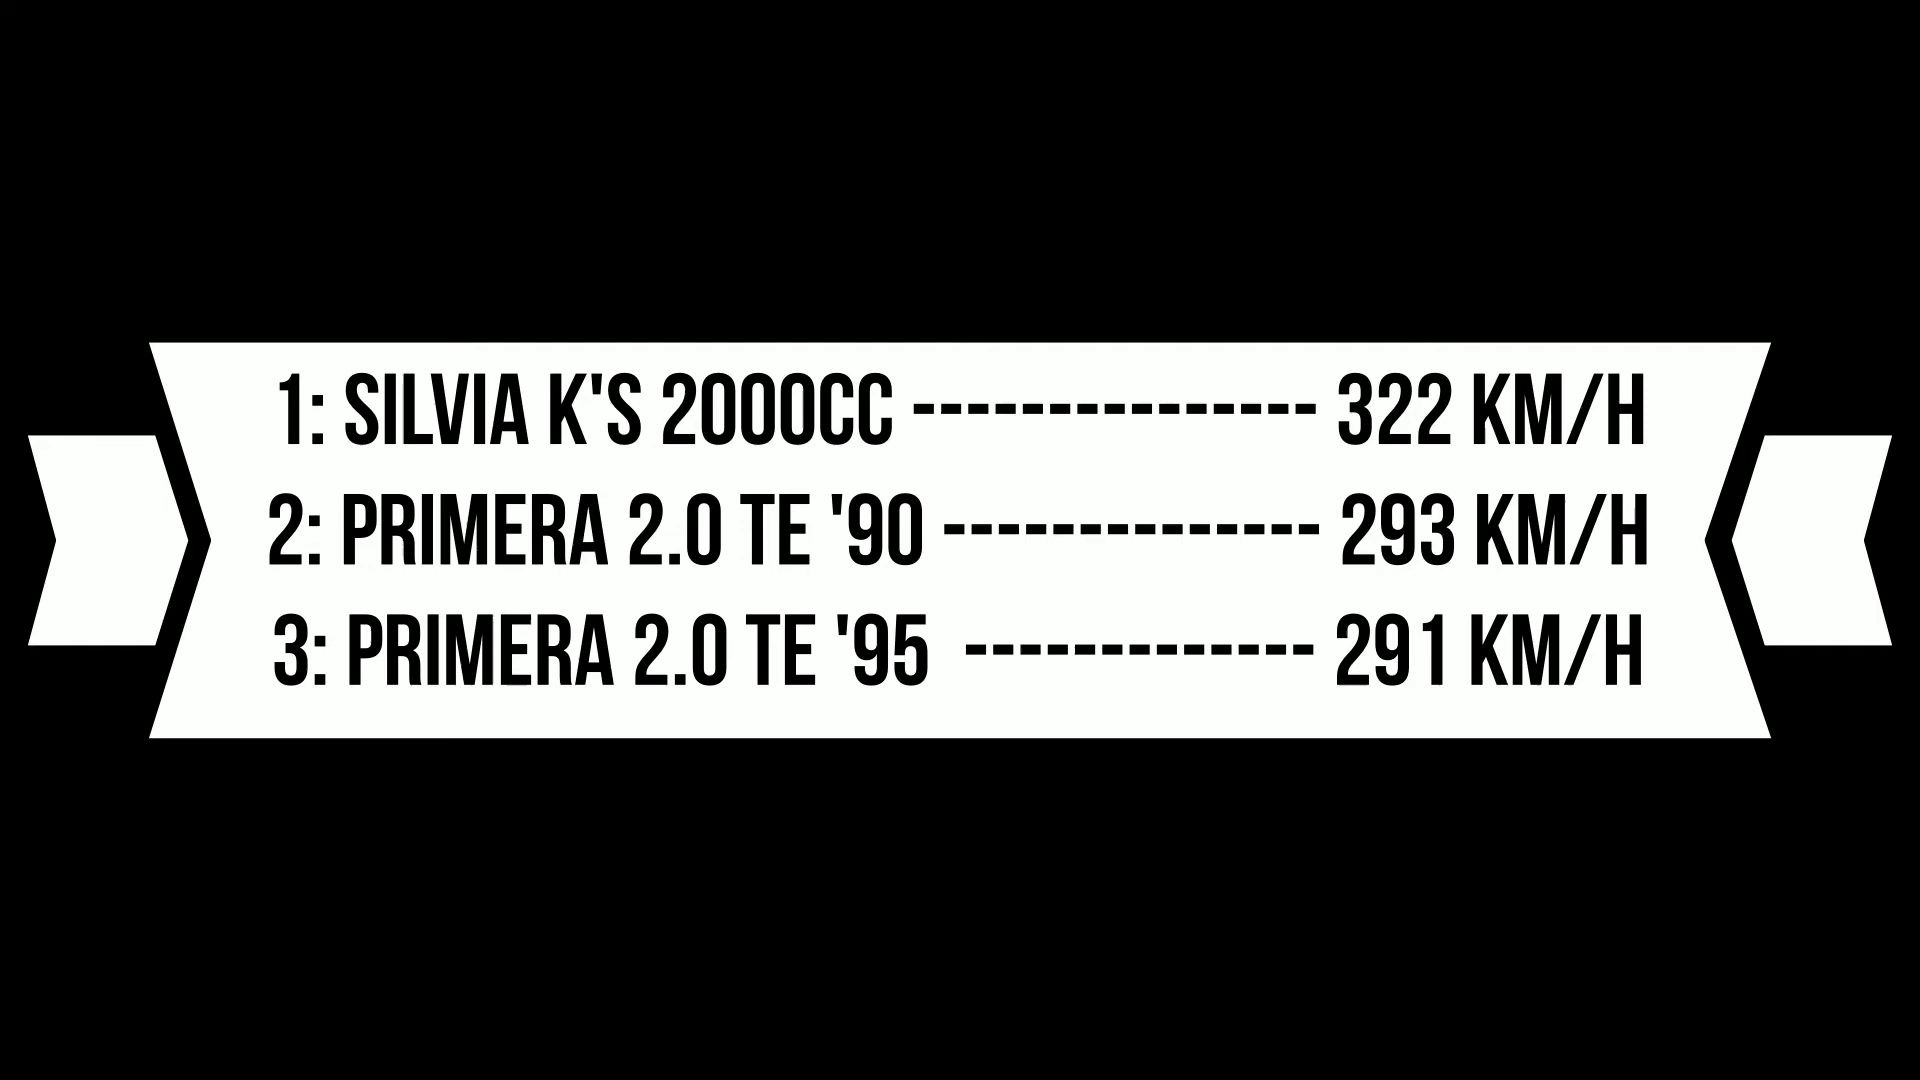 1: SILVIA K'S 2000CC --------------- 322 KM/H
2: PRIMERA 2.0 TE '90 -------------- 293 KM/H
3: PRIMERA 2.0 TE '95 ------------- 291 KM/H